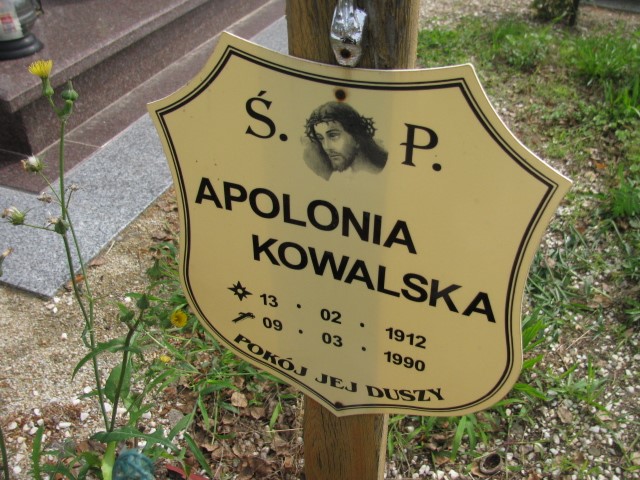 Ś. P.
APOLONIA
KOWALSKA
13 . 02 . 1912
09 . 03 . 1990
POKÓJ JEJ DUSZY